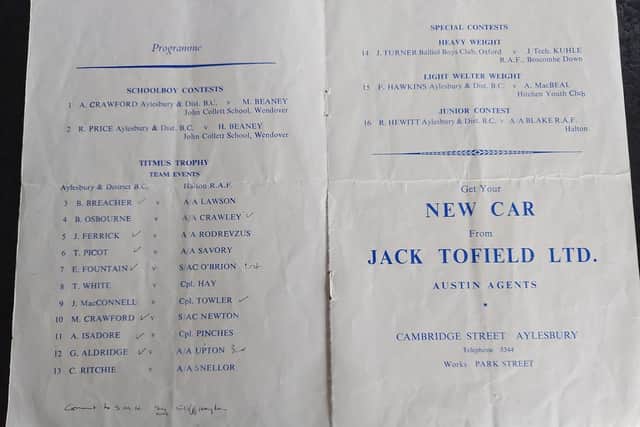 Programme
SCHOOLBOY CONTESTS
1 A. CRAWFORD Aylesbury & Dist. B.C. v M. BEANEY
John Collett School, Wendover
2 R. PRICE Aylesbury & Dist. B.C. v H. BEANEY
John Collett School, Wendover
TITMUS TROPHY
TEAM EVENTS
Aylesbury & District B.C. Halton R.A.F.
3 B. BREACHER ✓ v A/A LAWSON
4 B. OSBOURNE v A/A CRAWLEY ✓
5 J. FERRICK ✓ v A/A RODREVZUS
6 T. PICOT ✓ v A/A SAVORY
7 E. FOUNTAIN ✓ v S/AC O'BRION
8 T. WHITE v Cpl. HAY
9 J. MacCONNELL v Cpl. TOWLER ✓
10 M. CRAWFORD ✓ v S/AC NEWTON
11 A. ISADORE ✓ v Cpl. PINCHES
12 G. ALDRIDGE ✓ v A/A UPTON
13 C. RITCHIE v A/A SNELLOR
SPECIAL CONTESTS
HEAVY WEIGHT
14 J. TURNER Balliol Boys Club, Oxford v J/Tech. KUHLE
R.A.F., Boscombe Down
LIGHT WELTER WEIGHT
15 F. HAWKINS Aylesbury & Dist. B.C. v A. MacBEAL
Hitchin Youth Club
JUNIOR CONTEST
16 R. HEWITT Aylesbury & Dist. B.C. v A/A BLAKE R.A.F.
Halton
Get Your
NEW CAR
From
JACK TOFIELD LTD.
AUSTIN AGENTS
CAMBRIDGE STREET AYLESBURY
Telephone 3344
Works PARK STREET